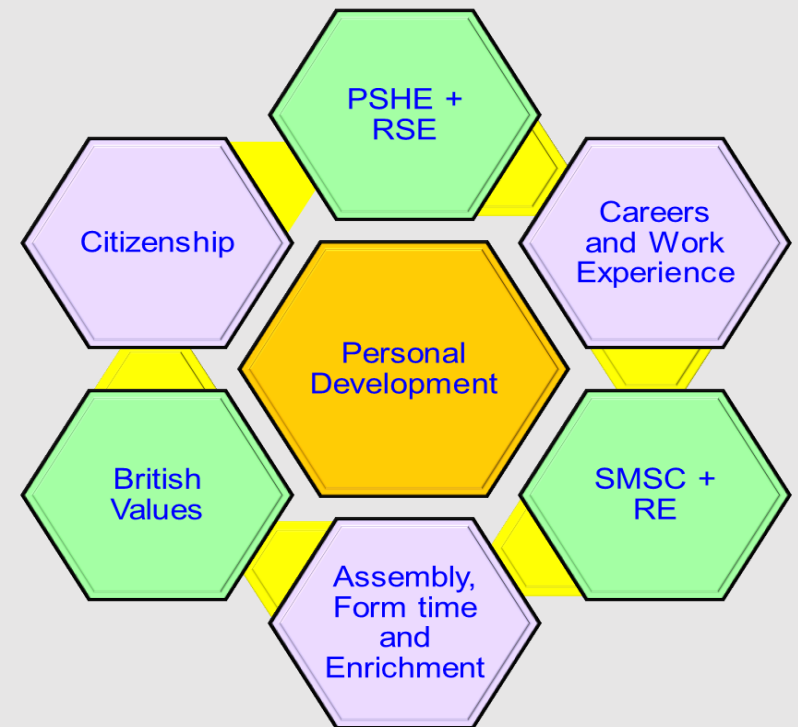 PSHE +
RSE
Careers
and Work
Experience
SMSC +
RE
Assembly,
Form time
and
Enrichment
British
Values
Citizenship
Personal
Development